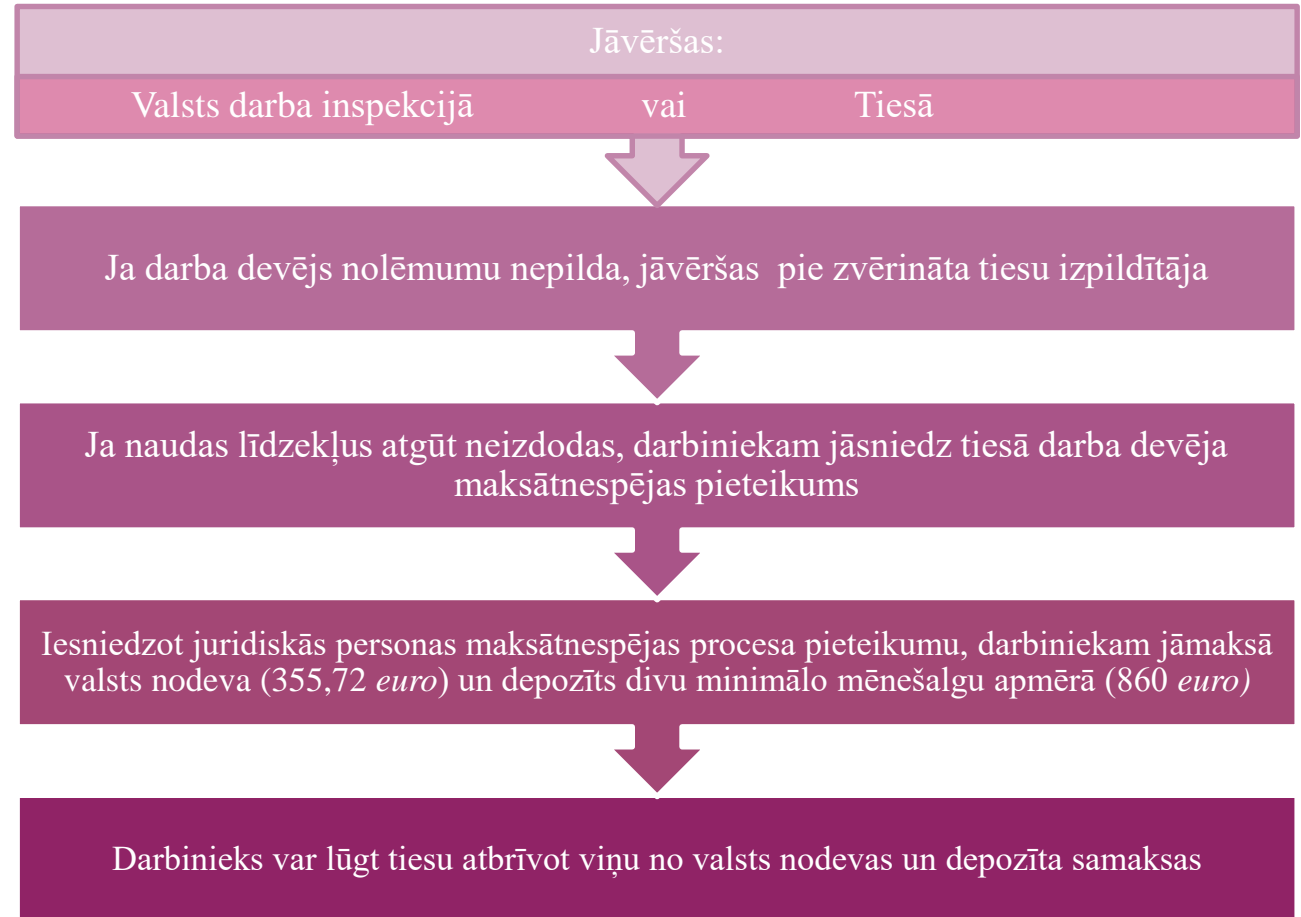 Jāvēršas:
Valsts darba inspekcijā vai Tiesā
Ja darba devējs nolēmumu nepilda, jāvēršas pie zvērināta tiesu izpildītāja
Ja naudas līdzekļus atgūt neizdodas, darbiniekam jāsniedz tiesā darba devēja
maksātnespējas pieteikums
Iesniedzot juridiskās personas maksātnespējas procesa pieteikumu, darbiniekam jāmaksā
valsts nodeva (355,72 euro) un depozīts divu minimālo mēnešalgu apmērā (860 euro)
Darbinieks var lūgt tiesu atbrīvot viņu no valsts nodevas un depozīta samaksas